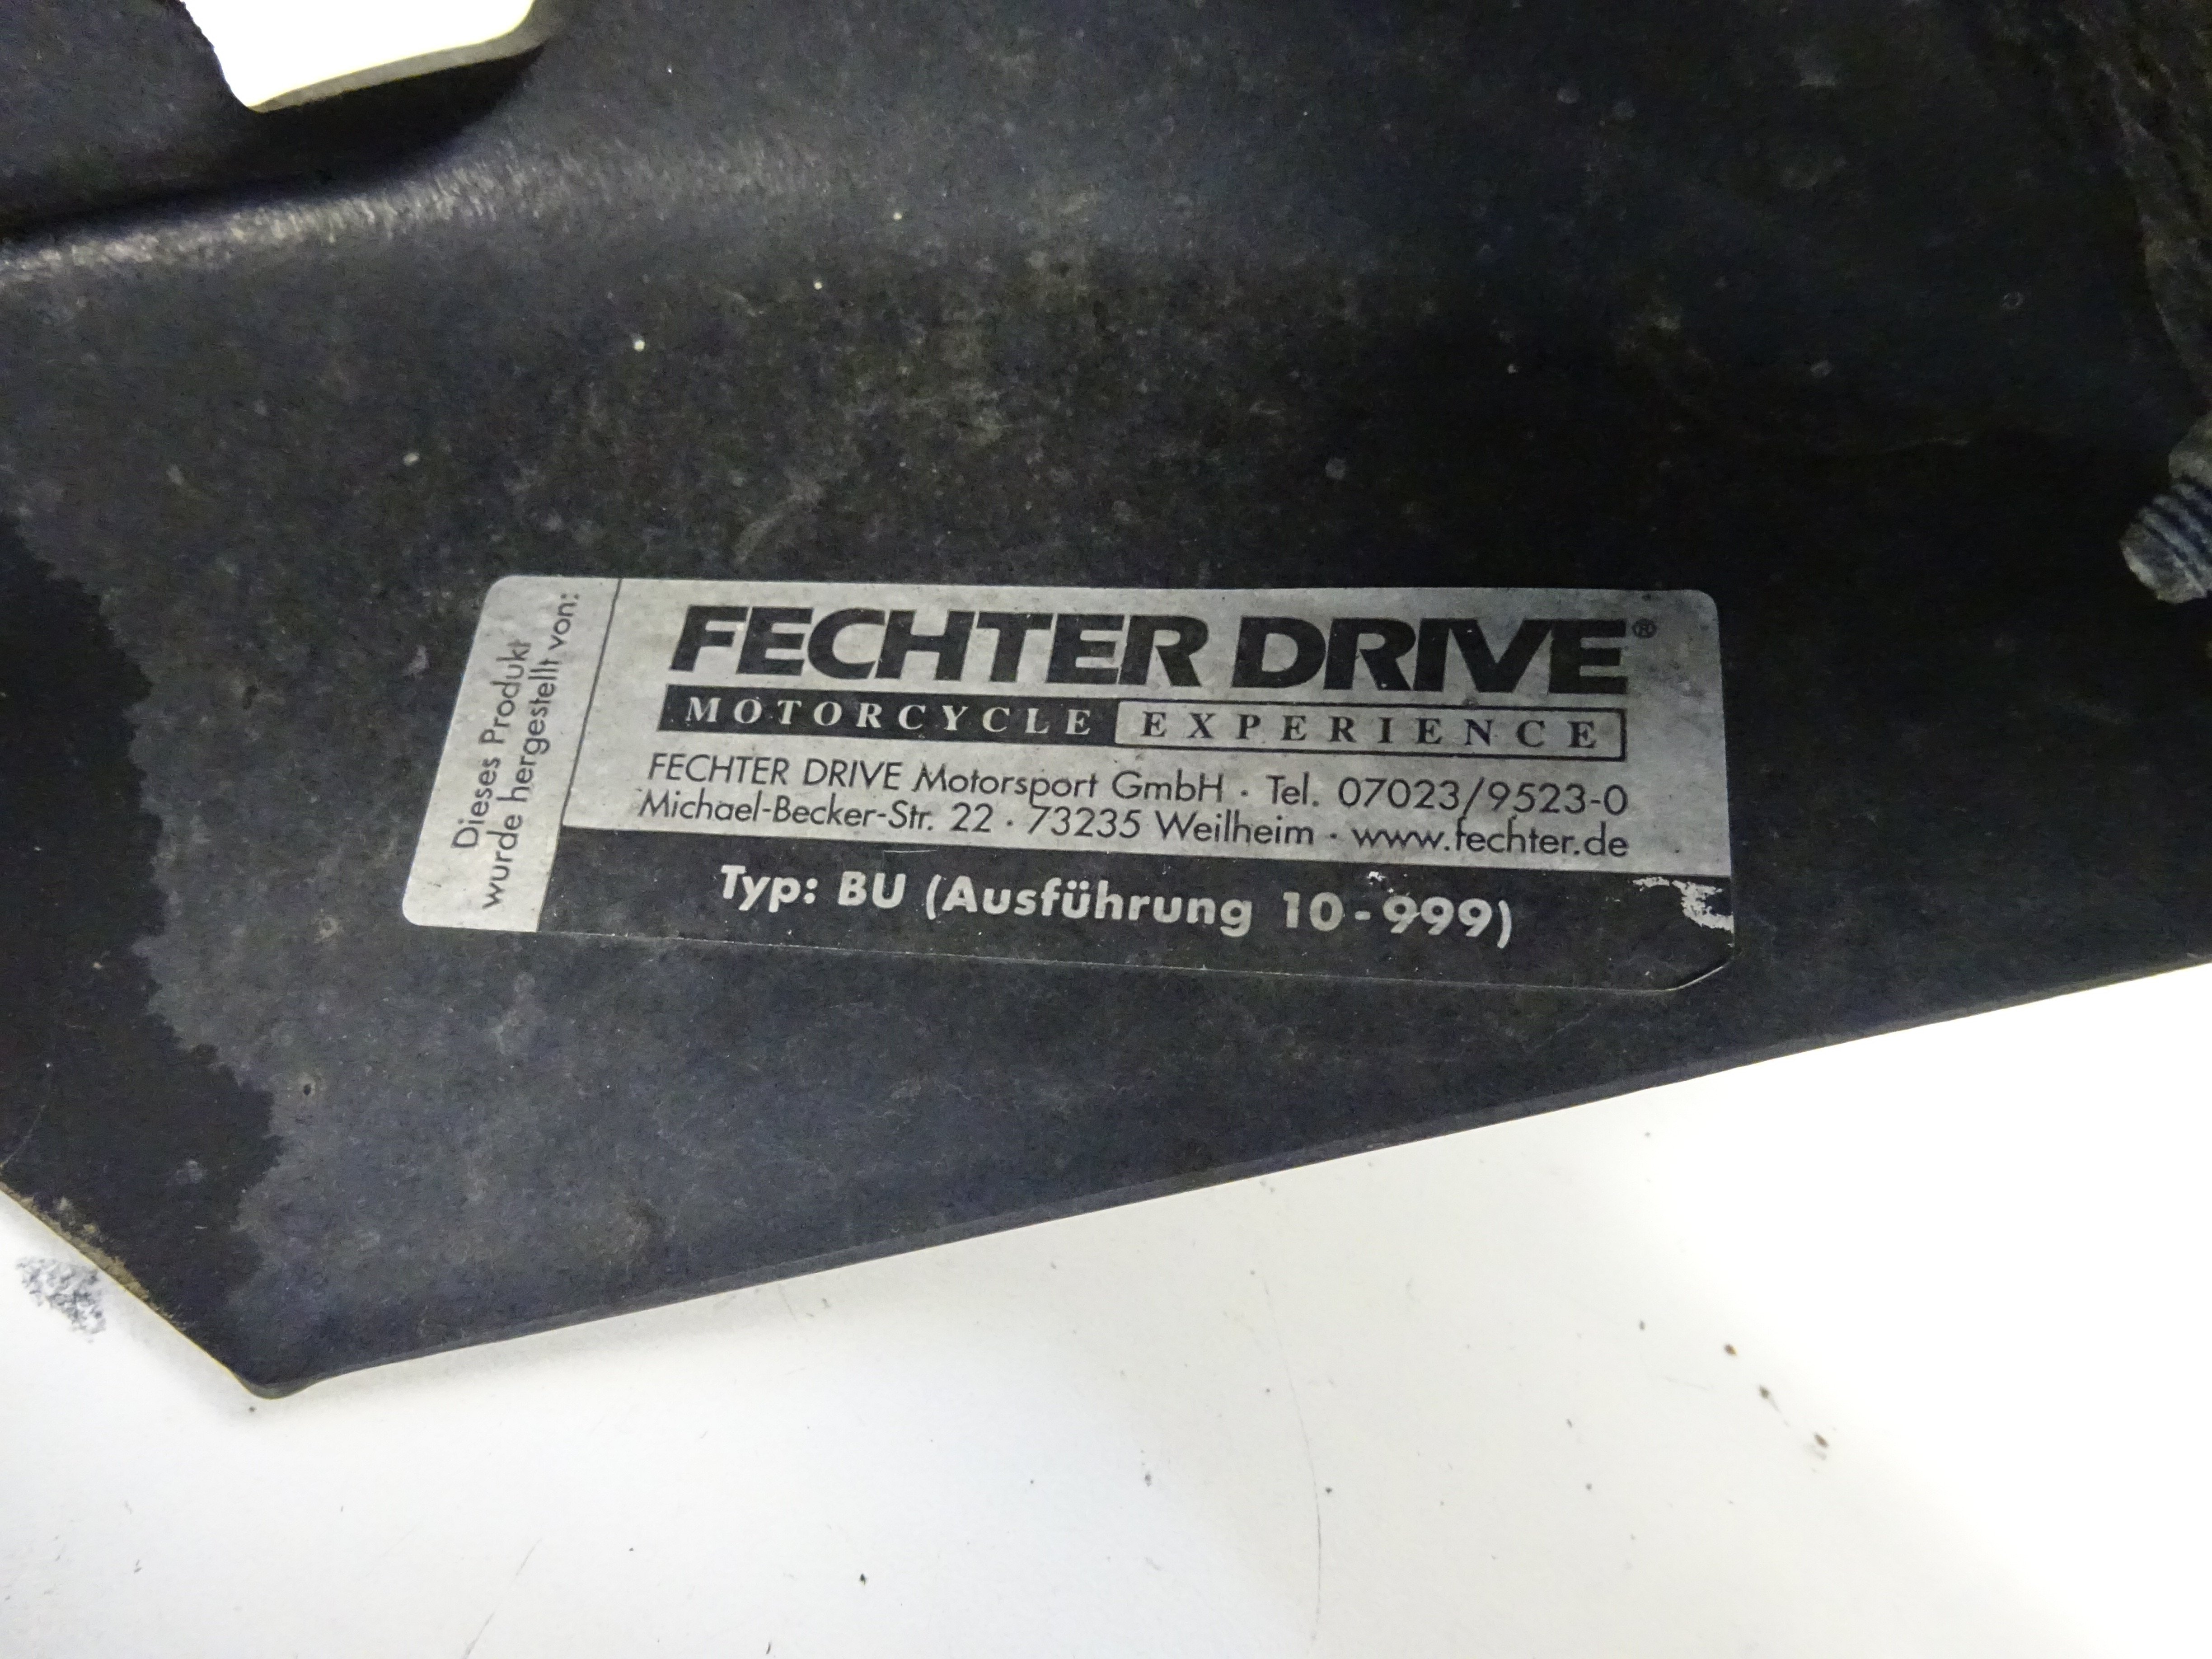 Dieses Produkt
wurde hergestellt von:
FECHTER DRIVE®
MOTORCYCLE EXPERIENCE
FECHTER DRIVE Motorsport GmbH · Tel. 07023/9523-0
Michael-Becker-Str. 22 · 73235 Weilheim · www.fechter.de
Typ: BU (Ausführung 10-999)